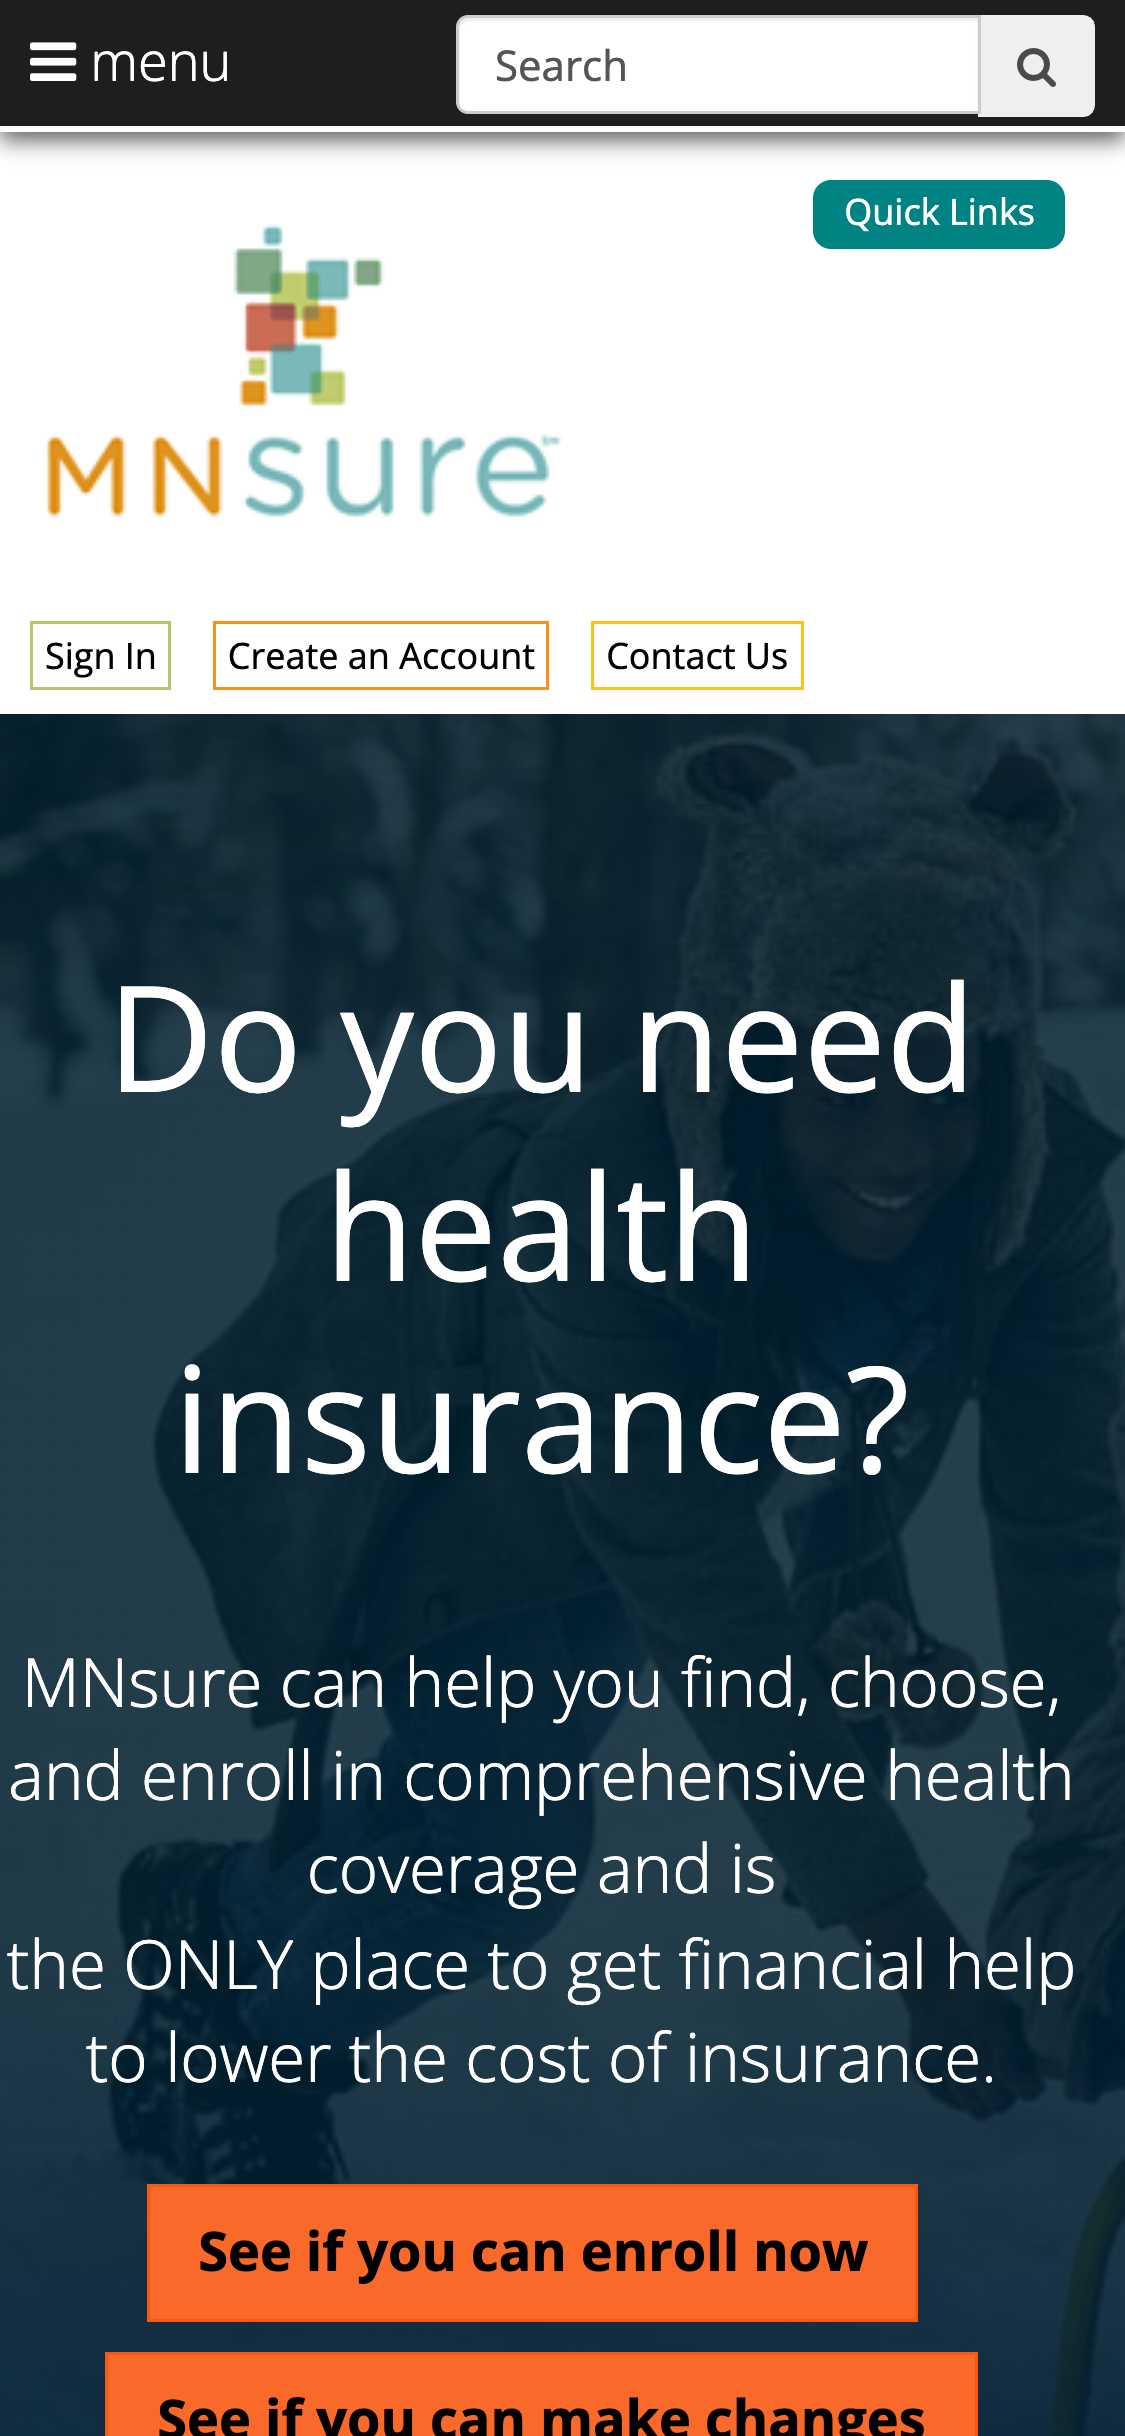 menu
Search
Quick Links
MNsure™
Sign In
Create an Account
Contact Us
Do you need
health
insurance?
MNsure can help you find, choose,
and enroll in comprehensive health
coverage and is
the ONLY place to get financial help
to lower the cost of insurance.
See if you can enroll now
See if you can make changes